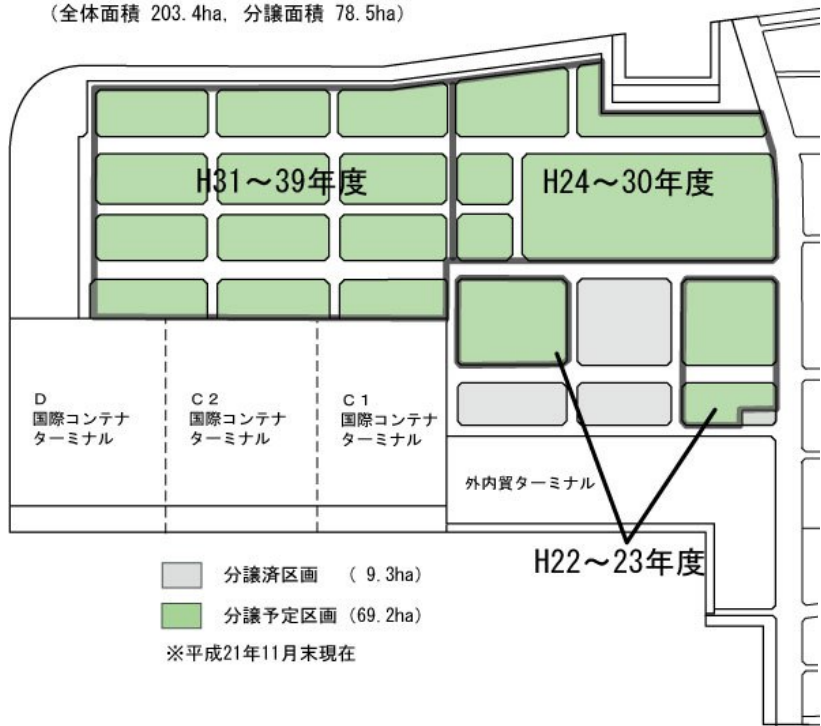 (全体面積 203.4ha, 分譲面積 78.5ha)
H31～39年度
H24～30年度
D
国際コンテナ
ターミナル
C2
国際コンテナ
ターミナル
C1
国際コンテナ
ターミナル
外内貿ターミナル
H22～23年度
分譲済区画 ( 9.3ha)
分譲予定区画 (69.2ha)
※平成21年11月末現在